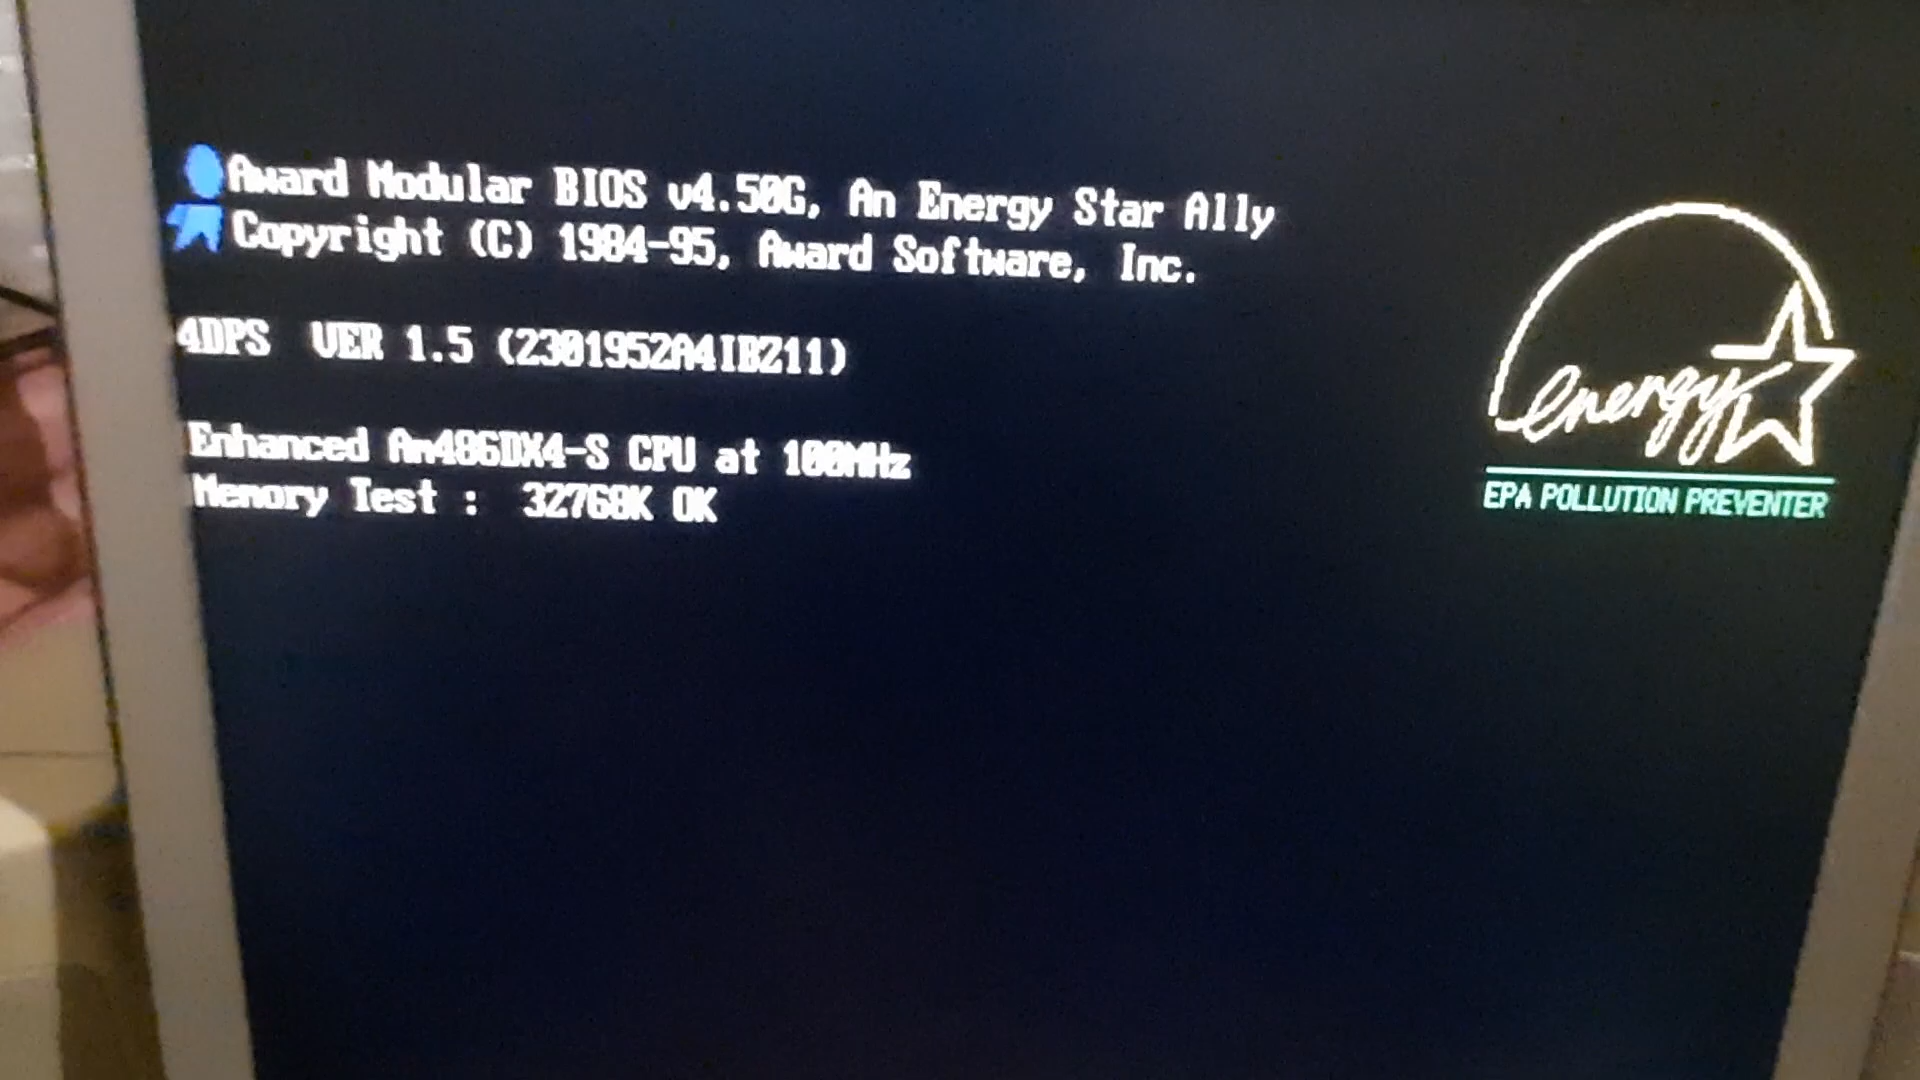 Award Modular BIOS v4.50G, An Energy Star Ally
Copyright (C) 1984-95, Award Software, Inc.
4DPS VER 1.5 (2301952A4IBZ11)
Enhanced Am486DX4-S CPU at 100MHz
Memory Test : 32768K OK
energy
EPA POLLUTION PREVENTER